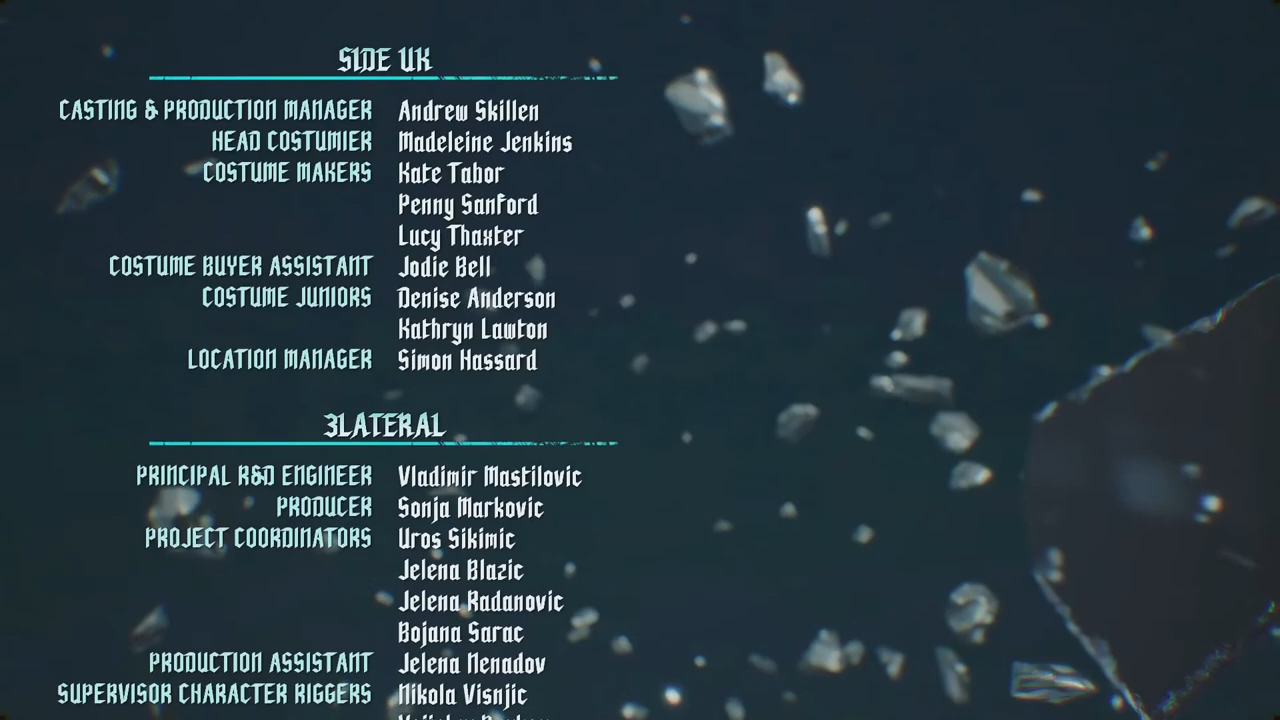 SIDE UK
CASTING & PRODUCTION MANAGER Andrew Skillen
HEAD COSTUMIER Madeleine Jenkins
COSTUME MAKERS Kate Tabor
Penny Sanford
Lucy Thaxter
COSTUME BUYER ASSISTANT Jodie Bell
COSTUME JUNIORS Denise Anderson
Kathryn Lawton
LOCATION MANAGER Simon Hassard
3LATERAL
PRINCIPAL R&D ENGINEER Vladimir Mastilovic
PRODUCER Sonja Markovic
PROJECT COORDINATORS Uros Sikimic
Jelena Blazic
Jelena Radanovic
Bojana Sarac
PRODUCTION ASSISTANT Jelena Nenadov
SUPERVISOR CHARACTER RIGGERS Nikola Visnjic